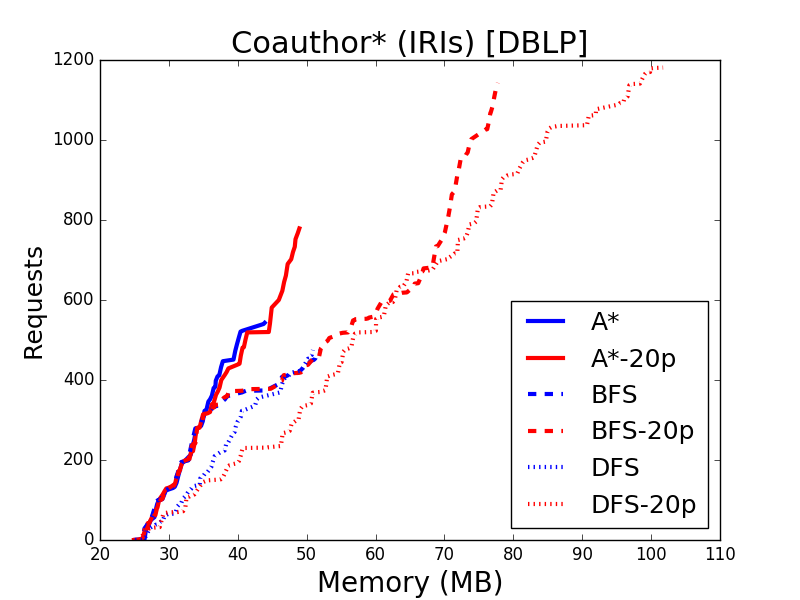 Coauthor* (IRIs) [DBLP]
1200
1000
800
600
400
200
0
Requests
20 30 40 50 60 70 80 90 100 110
Memory (MB)
A*
A*-20p
BFS
BFS-20p
DFS
DFS-20p